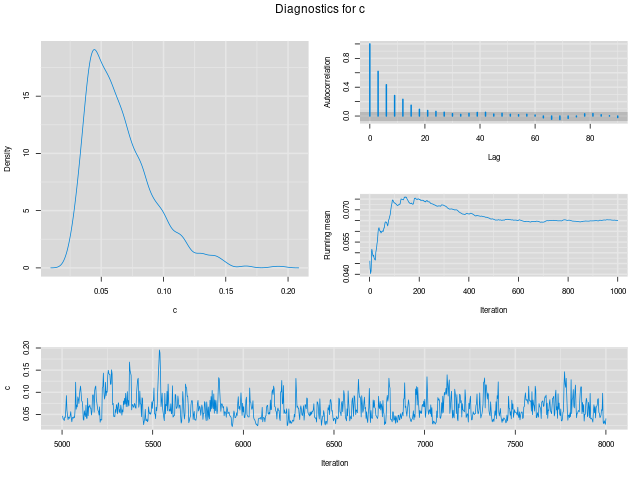 Diagnostics for c
Density
0 5 10 15
0.05 0.10 0.15 0.20
c
Autocorrelation
0.0 0.4 0.8
0 20 40 60 80
Lag
Running mean
0.040 0.055 0.070
0 200 400 600 800 1000
Iteration
c
0.05 0.10 0.15 0.20
5000 5500 6000 6500 7000 7500 8000
Iteration